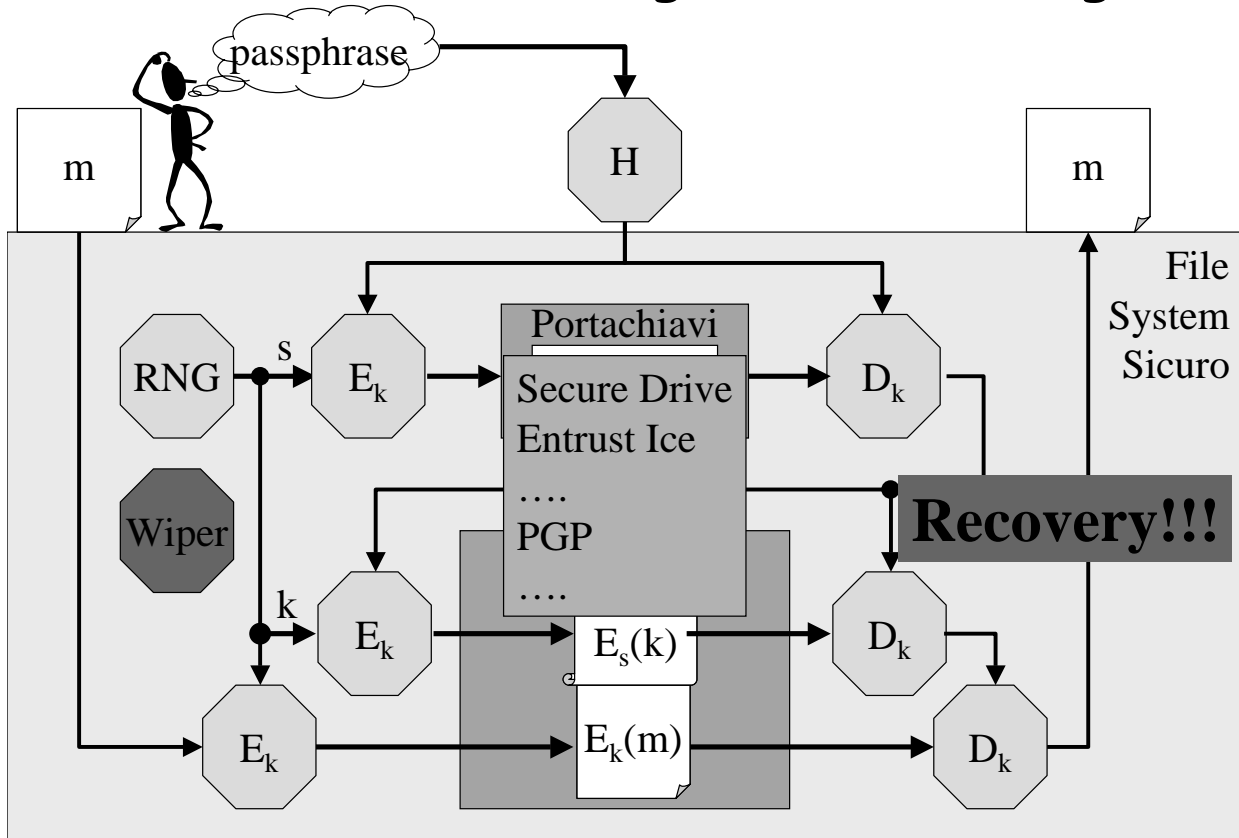 passphrase
m
H
m
File
System
Sicuro
Portachiavi
RNG
s
E_k
D_k
Secure Drive
Entrust Ice
....
PGP
....
Wiper
Recovery!!!
k
E_k
E_s(k)
D_k
E_k
E_k(m)
D_k